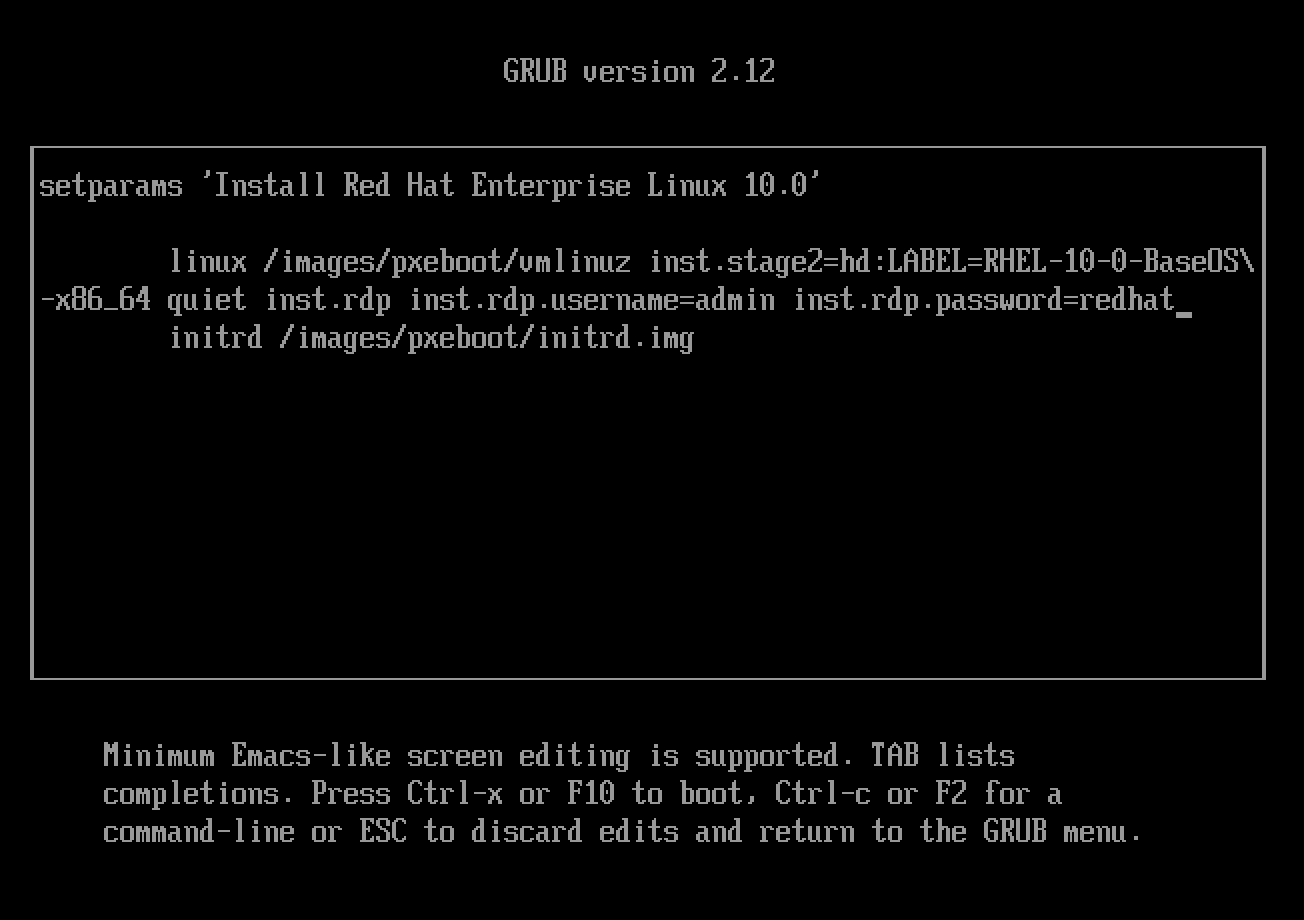 GRUB version 2.12
setparams 'Install Red Hat Enterprise Linux 10.0'
linux /images/pxeboot/vmlinuz inst.stage2=hd:LABEL=RHEL-10-0-BaseOS\
-x86_64 quiet inst.rdp inst.rdp.username=admin inst.rdp.password=redhat_
initrd /images/pxeboot/initrd.img
Minimum Emacs-like screen editing is supported. TAB lists
completions. Press Ctrl-x or F10 to boot, Ctrl-c or F2 for a
command-line or ESC to discard edits and return to the GRUB menu.